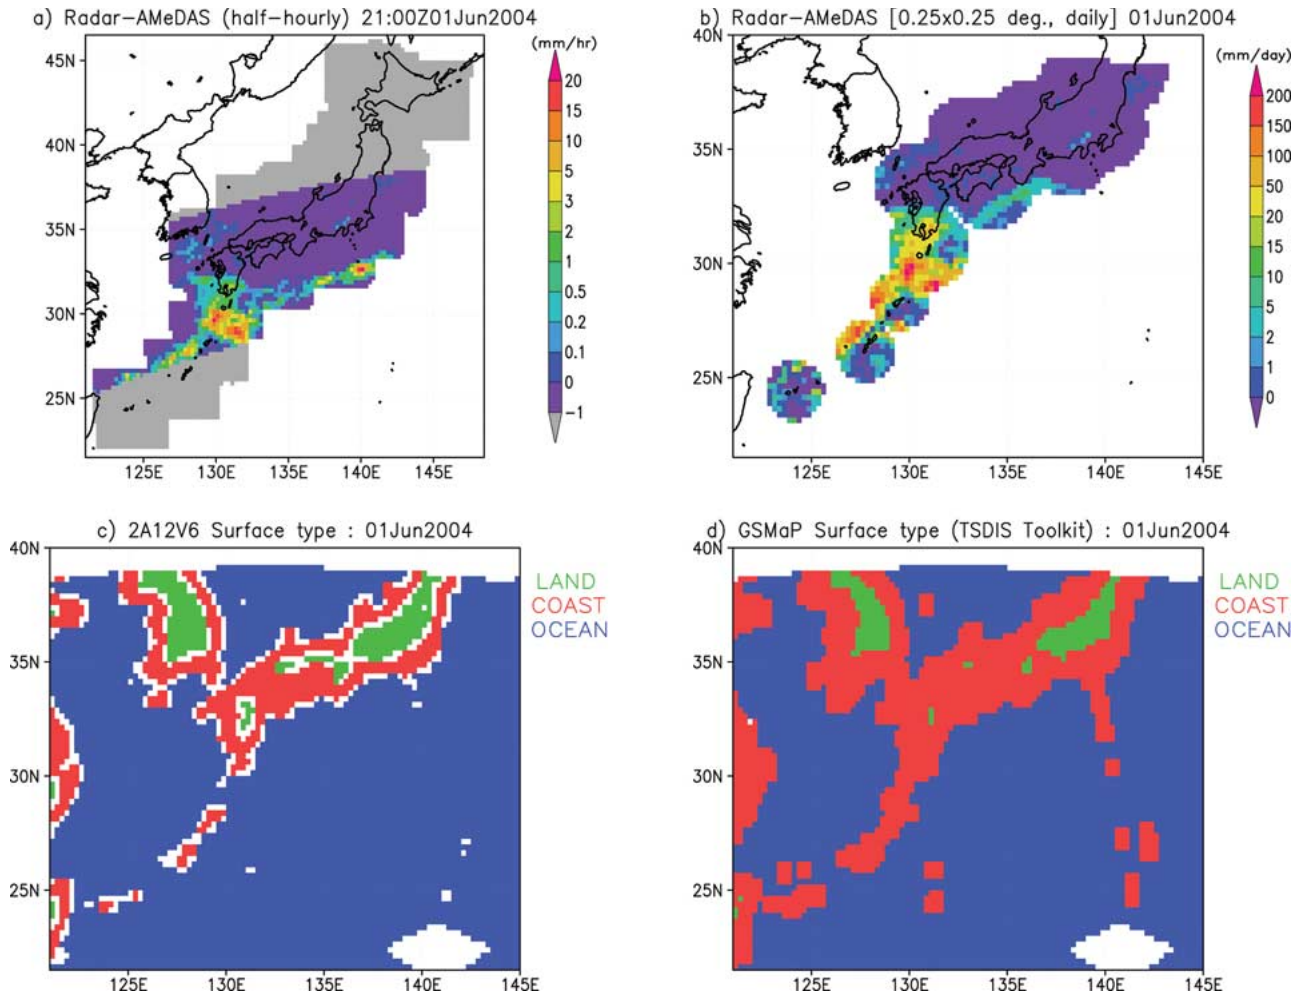 a) Radar-AMeDAS (half-hourly) 21:00Z01Jun2004
(mm/hr)
45N
40N
35N
30N
25N
125E 130E 135E 140E 145E
20
15
10
5
3
2
1
0.5
0.2
0.1
0
-1
b) Radar-AMeDAS [0.25x0.25 deg., daily] 01Jun2004
(mm/day)
40N
35N
30N
25N
125E 130E 135E 140E 145E
200
150
100
50
20
15
10
5
2
1
0
c) 2A12V6 Surface type : 01Jun2004
40N
35N
30N
25N
125E 130E 135E 140E 145E
LAND
COAST
OCEAN
d) GSMaP Surface type (TSDIS Toolkit) : 01Jun2004
40N
35N
30N
25N
125E 130E 135E 140E 145E
LAND
COAST
OCEAN